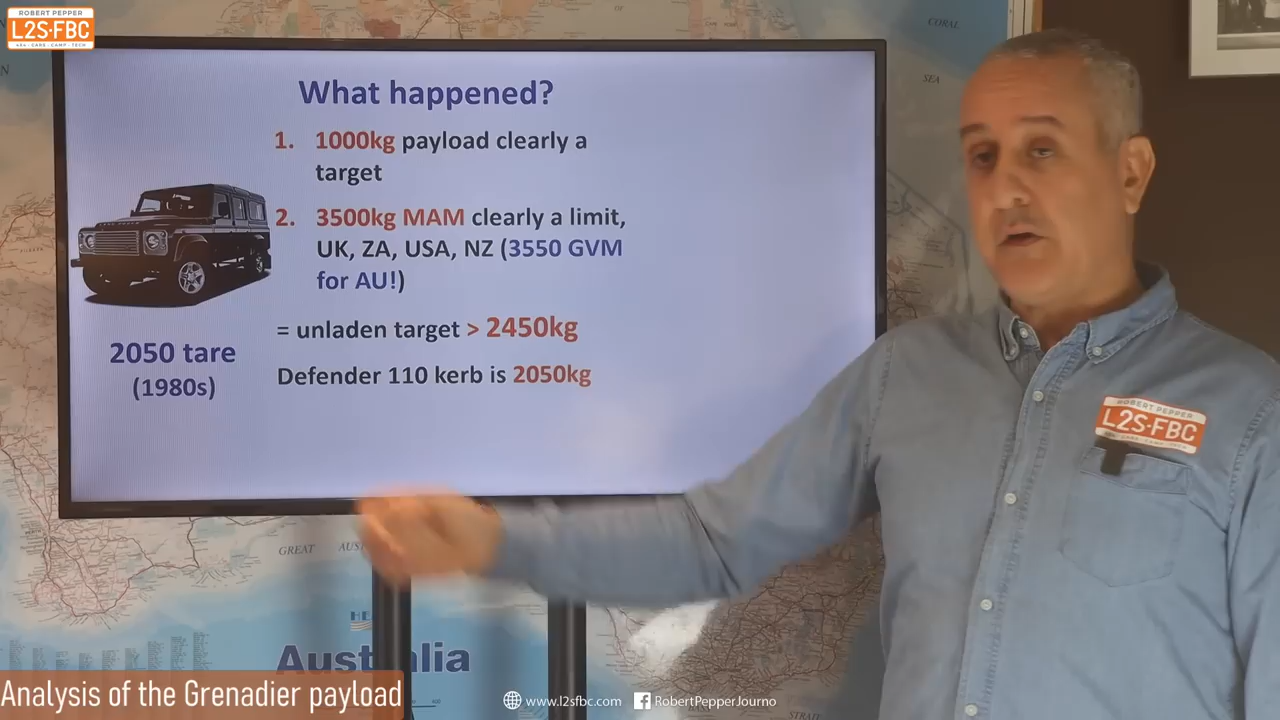 ROBERT PEPPER
L2S-FBC
4X4 - CARS - CAMP - TECH
CORAL
SEA
What happened?
1. 1000kg payload clearly a
target
2. 3500kg MAM clearly a limit,
UK, ZA, USA, NZ (3550 GVM
for AU!)
= unladen target > 2450kg
Defender 110 kerb is 2050kg
2050 tare
(1980s)
ROBERT PEPPER
L2S-FBC
GREAT
Australia
STRAIT
Analysis of the Grenadier payload
www.l2sfbc.com
RobertPepperJourno